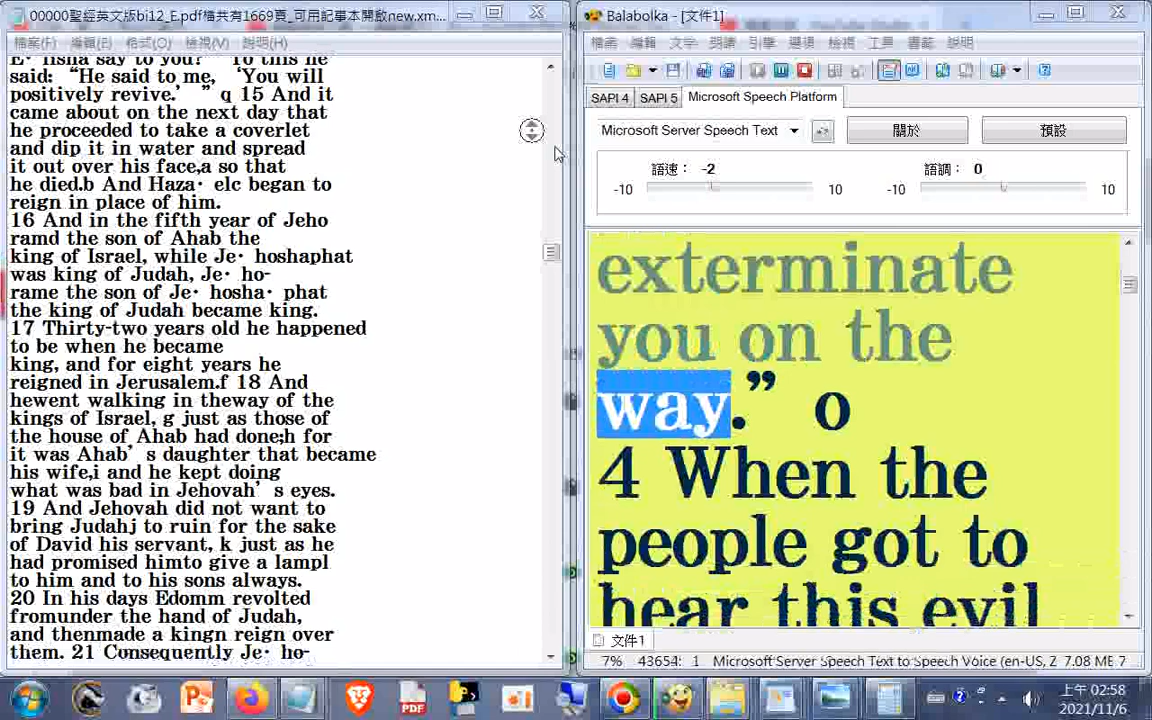 00000聖經英文版bi12_E.pdf檔共有1669頁_可用記事本開啟new.xm...
檔案(F) 編輯(E) 格式(O) 檢視(V) 說明(H)
E· lisha say to you?” To this he
said: “He said to me, ‘You will
positively revive.’ ” q 15 And it
came about on the next day that
he proceeded to take a coverlet
and dip it in water and spread
it out over his face,a so that
he died.b And Haza· elc began to
reign in place of him.
16 And in the fifth year of Jeho
ramd the son of Ahab the
king of Israel, while Je· hoshaphat
was king of Judah, Je· ho-
rame the son of Je· hosha· phat
the king of Judah became king.
17 Thirty-two years old he happened
to be when he became
king, and for eight years he
reigned in Jerusalem.f 18 And
hewent walking in theway of the
kings of Israel, g just as those of
the house of Ahab had done;h for
it was Ahab’s daughter that became
his wife,i and he kept doing
what was bad in Jehovah’s eyes.
19 And Jehovah did not want to
bring Judahj to ruin for the sake
of David his servant, k just as he
had promised himto give a lampl
to him and to his sons always.
20 In his days Edomm revolted
fromunder the hand of Judah,
and thenmade a kingn reign over
them. 21 Consequently Je· ho-
Balabolka - [文件1]
檔案 編輯 文字 朗讀 引擎 選項 檢視 工具 書籤 說明
SAPI 4 SAPI 5 Microsoft Speech Platform
Microsoft Server Speech Text 關於 預設
語速： -2 語調： 0
-10 10 -10 10
exterminate
you on the
way.” o
4 When the
people got to
hear this evil
文件1
7% 43654: 1 Microsoft Server Speech Text to Speech Voice (en-US, Z 7.08 MB 7
PDF
上午 02:58
2021/11/6